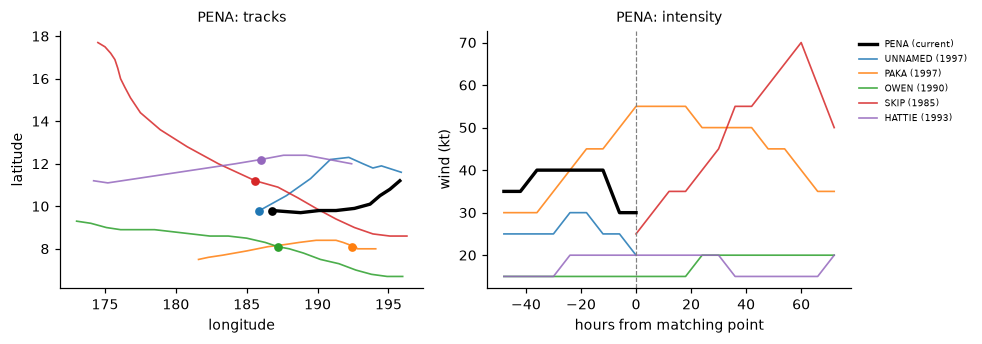 PENA: tracks
18
16
14
12
10
8
latitude
175
180
185
190
195
longitude
PENA: intensity
70
60
50
40
30
20
wind (kt)
−40
−20
0
20
40
60
hours from matching point
PENA (current)
UNNAMED (1997)
PAKA (1997)
OWEN (1990)
SKIP (1985)
HATTIE (1993)